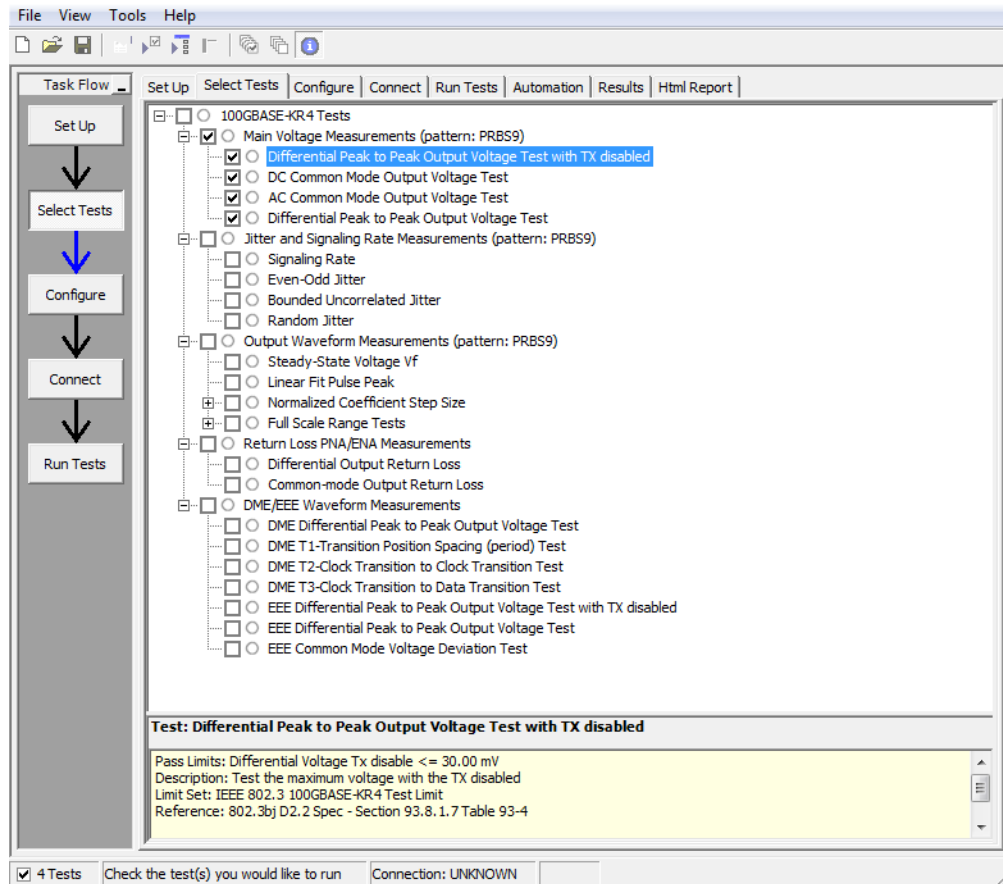 File View Tools Help
Task Flow
Set Up
Select Tests
Configure
Connect
Run Tests
Set Up Select Tests Configure Connect Run Tests Automation Results Html Report
100GBASE-KR4 Tests
Main Voltage Measurements (pattern: PRBS9)
Differential Peak to Peak Output Voltage Test with TX disabled
DC Common Mode Output Voltage Test
AC Common Mode Output Voltage Test
Differential Peak to Peak Output Voltage Test
Jitter and Signaling Rate Measurements (pattern: PRBS9)
Signaling Rate
Even-Odd Jitter
Bounded Uncorrelated Jitter
Random Jitter
Output Waveform Measurements (pattern: PRBS9)
Steady-State Voltage Vf
Linear Fit Pulse Peak
Normalized Coefficient Step Size
Full Scale Range Tests
Return Loss PNA/ENA Measurements
Differential Output Return Loss
Common-mode Output Return Loss
DME/EEE Waveform Measurements
DME Differential Peak to Peak Output Voltage Test
DME T1-Transition Position Spacing (period) Test
DME T2-Clock Transition to Clock Transition Test
DME T3-Clock Transition to Data Transition Test
EEE Differential Peak to Peak Output Voltage Test with TX disabled
EEE Differential Peak to Peak Output Voltage Test
EEE Common Mode Voltage Deviation Test
Test: Differential Peak to Peak Output Voltage Test with TX disabled
Pass Limits: Differential Voltage Tx disable <= 30.00 mV
Description: Test the maximum voltage with the TX disabled
Limit Set: IEEE 802.3 100GBASE-KR4 Test Limit
Reference: 802.3bj D2.2 Spec - Section 93.8.1.7 Table 93-4
4 Tests Check the test(s) you would like to run Connection: UNKNOWN